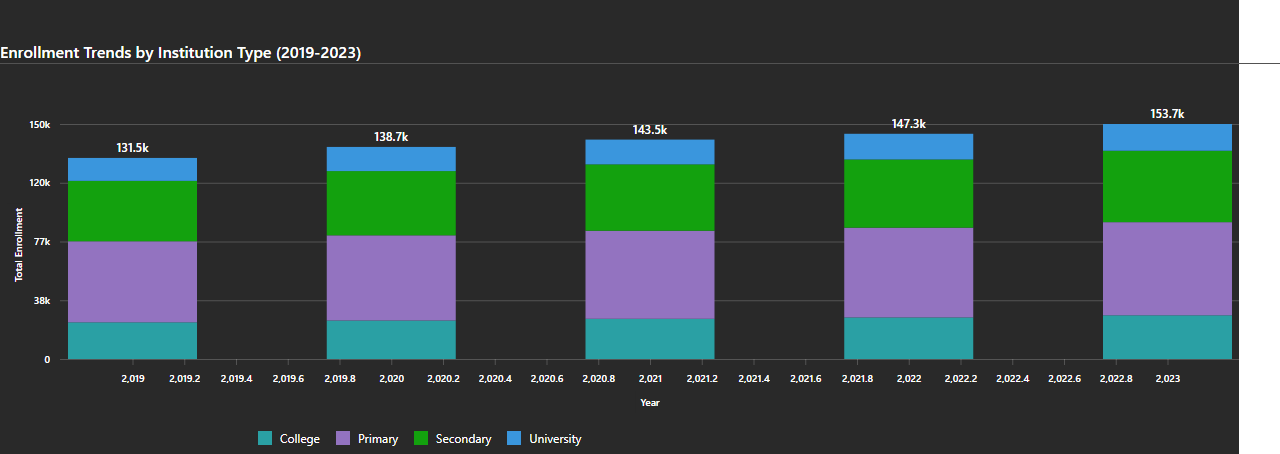 Enrollment Trends by Institution Type (2019-2023)
153.7k
147.3k
143.5k
138.7k
131.5k
150k
120k
77k
38k
0
Total Enrollment
2,019 2,019.2 2,019.4 2,019.6 2,019.8 2,020 2,020.2 2,020.4 2,020.6 2,020.8 2,021 2,021.2 2,021.4 2,021.6 2,021.8 2,022 2,022.2 2,022.4 2,022.6 2,022.8 2,023
Year
College Primary Secondary University